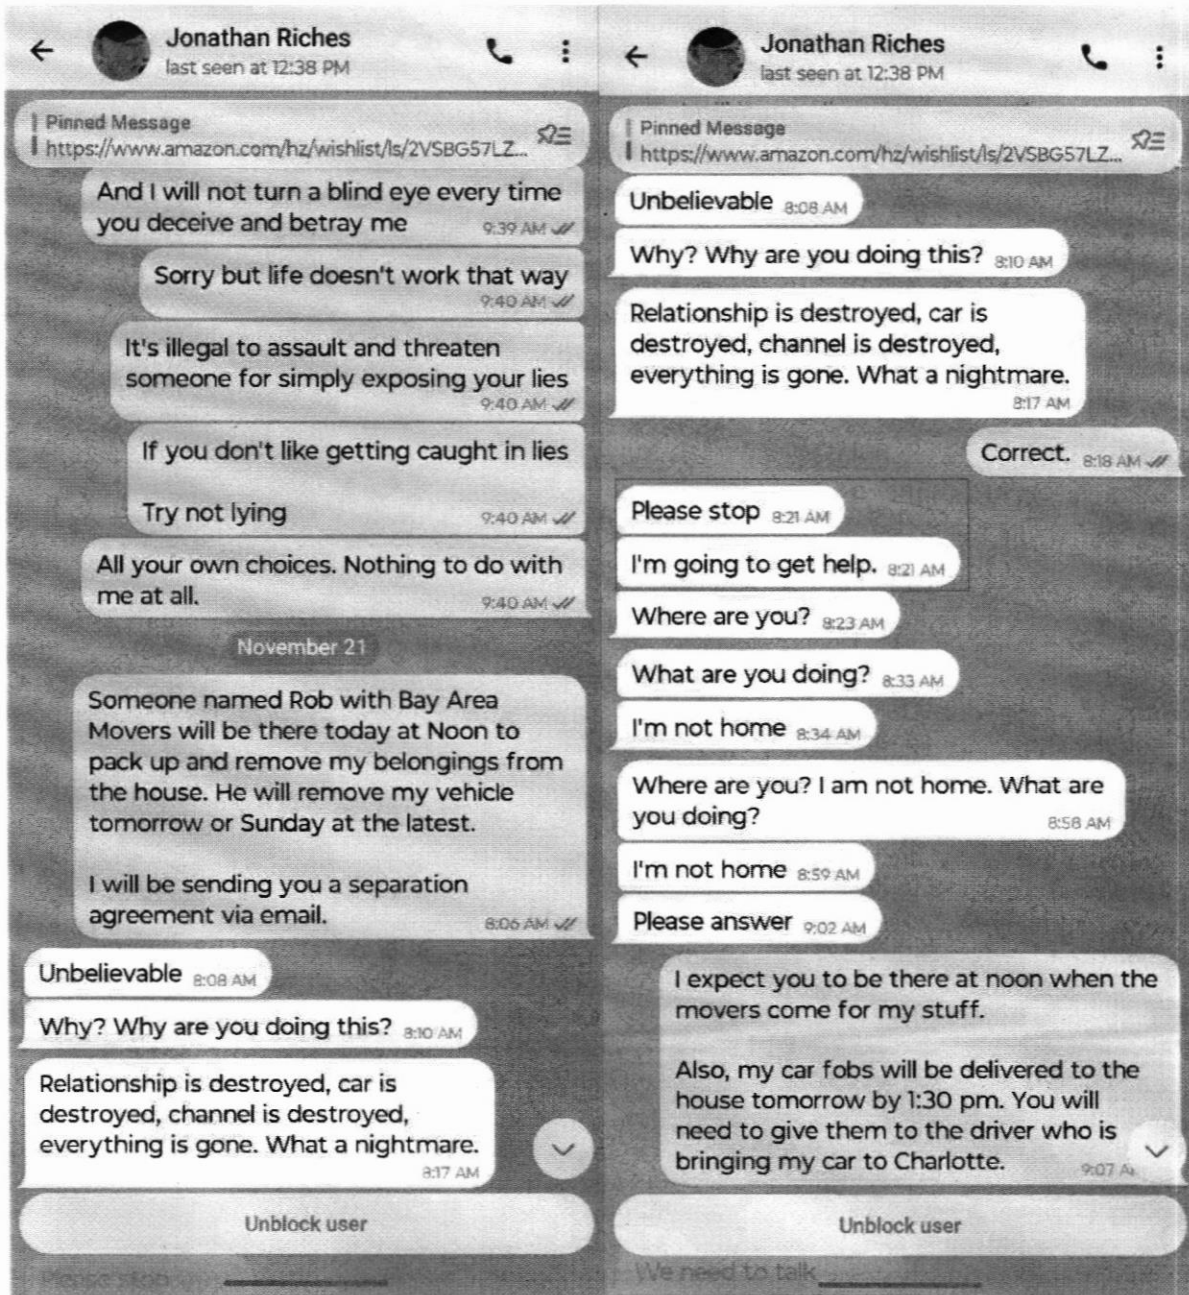 Jonathan Riches
last seen at 12:38 PM
Pinned Message
https://www.amazon.com/hz/wishlist/ls/2VSBG57LZ...
And I will not turn a blind eye every time
you deceive and betray me
9:39 AM
Sorry but life doesn't work that way
9:40 AM
It's illegal to assault and threaten
someone for simply exposing your lies
9:40 AM
If you don't like getting caught in lies
Try not lying
9:40 AM
All your own choices. Nothing to do with
me at all.
9:40 AM
November 21
Someone named Rob with Bay Area
Movers will be there today at Noon to
pack up and remove my belongings from
the house. He will remove my vehicle
tomorrow or Sunday at the latest.
I will be sending you a separation
agreement via email.
8:06 AM
Unbelievable 8:08 AM
Why? Why are you doing this? 8:10 AM
Relationship is destroyed, car is
destroyed, channel is destroyed,
everything is gone. What a nightmare.
8:17 AM
Unblock user
Please stop
Jonathan Riches
last seen at 12:38 PM
Pinned Message
https://www.amazon.com/hz/wishlist/ls/2VSBG57LZ...
Unbelievable 8:08 AM
Why? Why are you doing this? 8:10 AM
Relationship is destroyed, car is
destroyed, channel is destroyed,
everything is gone. What a nightmare.
8:17 AM
Correct. 8:18 AM
Please stop 8:21 AM
I'm going to get help. 8:21 AM
Where are you? 8:23 AM
What are you doing? 8:33 AM
I'm not home 8:34 AM
Where are you? I am not home. What are
you doing? 8:58 AM
I'm not home 8:59 AM
Please answer 9:02 AM
I expect you to be there at noon when the
movers come for my stuff.
Also, my car fobs will be delivered to the
house tomorrow by 1:30 pm. You will
need to give them to the driver who is
bringing my car to Charlotte. 9:07 A
Unblock user
We need to talk